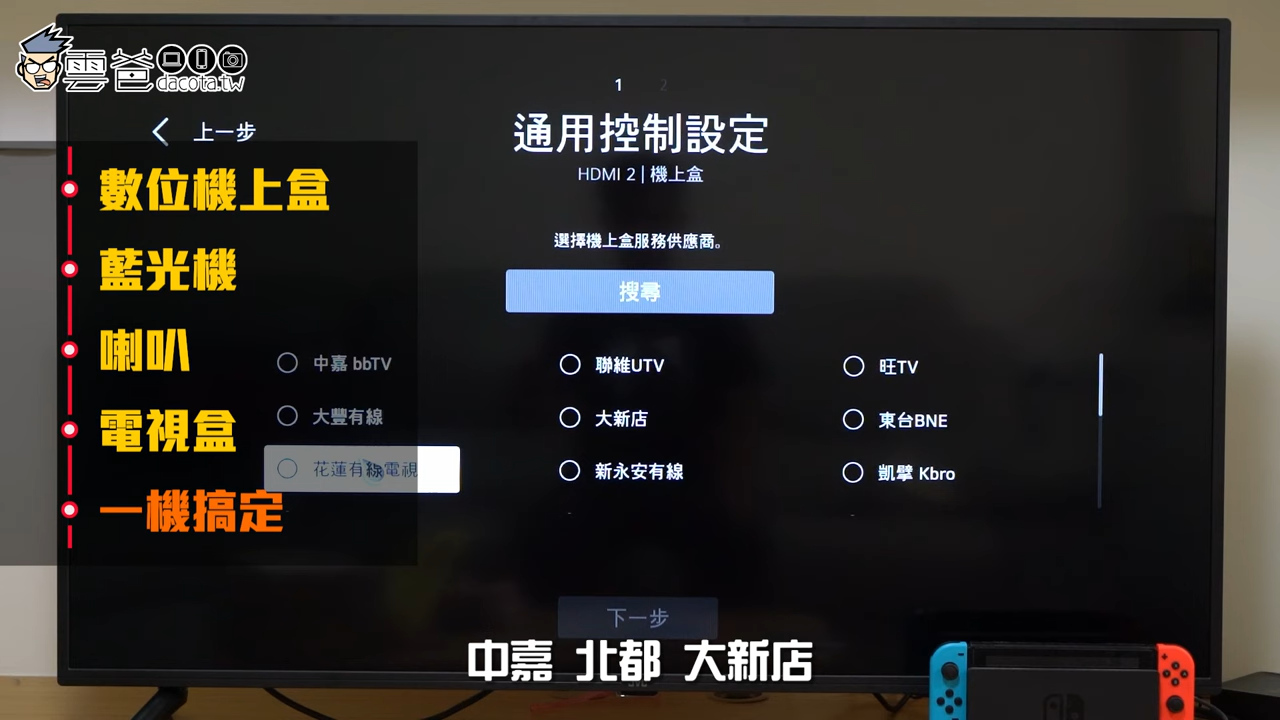 雲爸
dacota.tw
1 2
上一步
通用控制設定
HDMI 2 | 機上盒
數位機上盒
藍光機
喇叭
電視盒
一機搞定
選擇機上盒服務供應商。
搜尋
中嘉 bbTV
聯維UTV
旺TV
大豐有線
大新店
東台BNE
花蓮有線電視
新永安有線
凱擘 Kbro
下一步
中嘉 北都 大新店